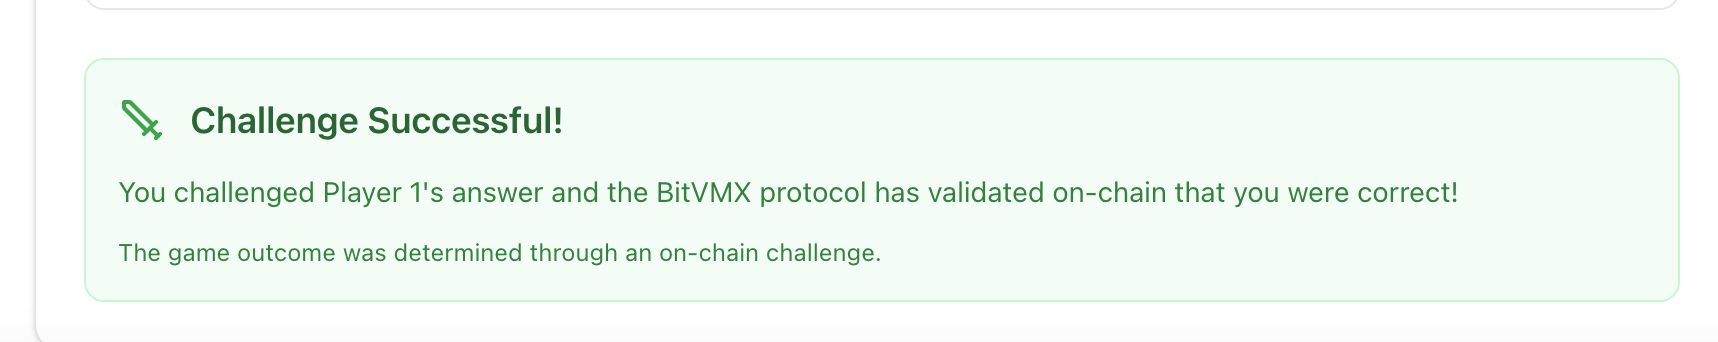 Challenge Successful!
You challenged Player 1's answer and the BitVMX protocol has validated on-chain that you were correct!
The game outcome was determined through an on-chain challenge.